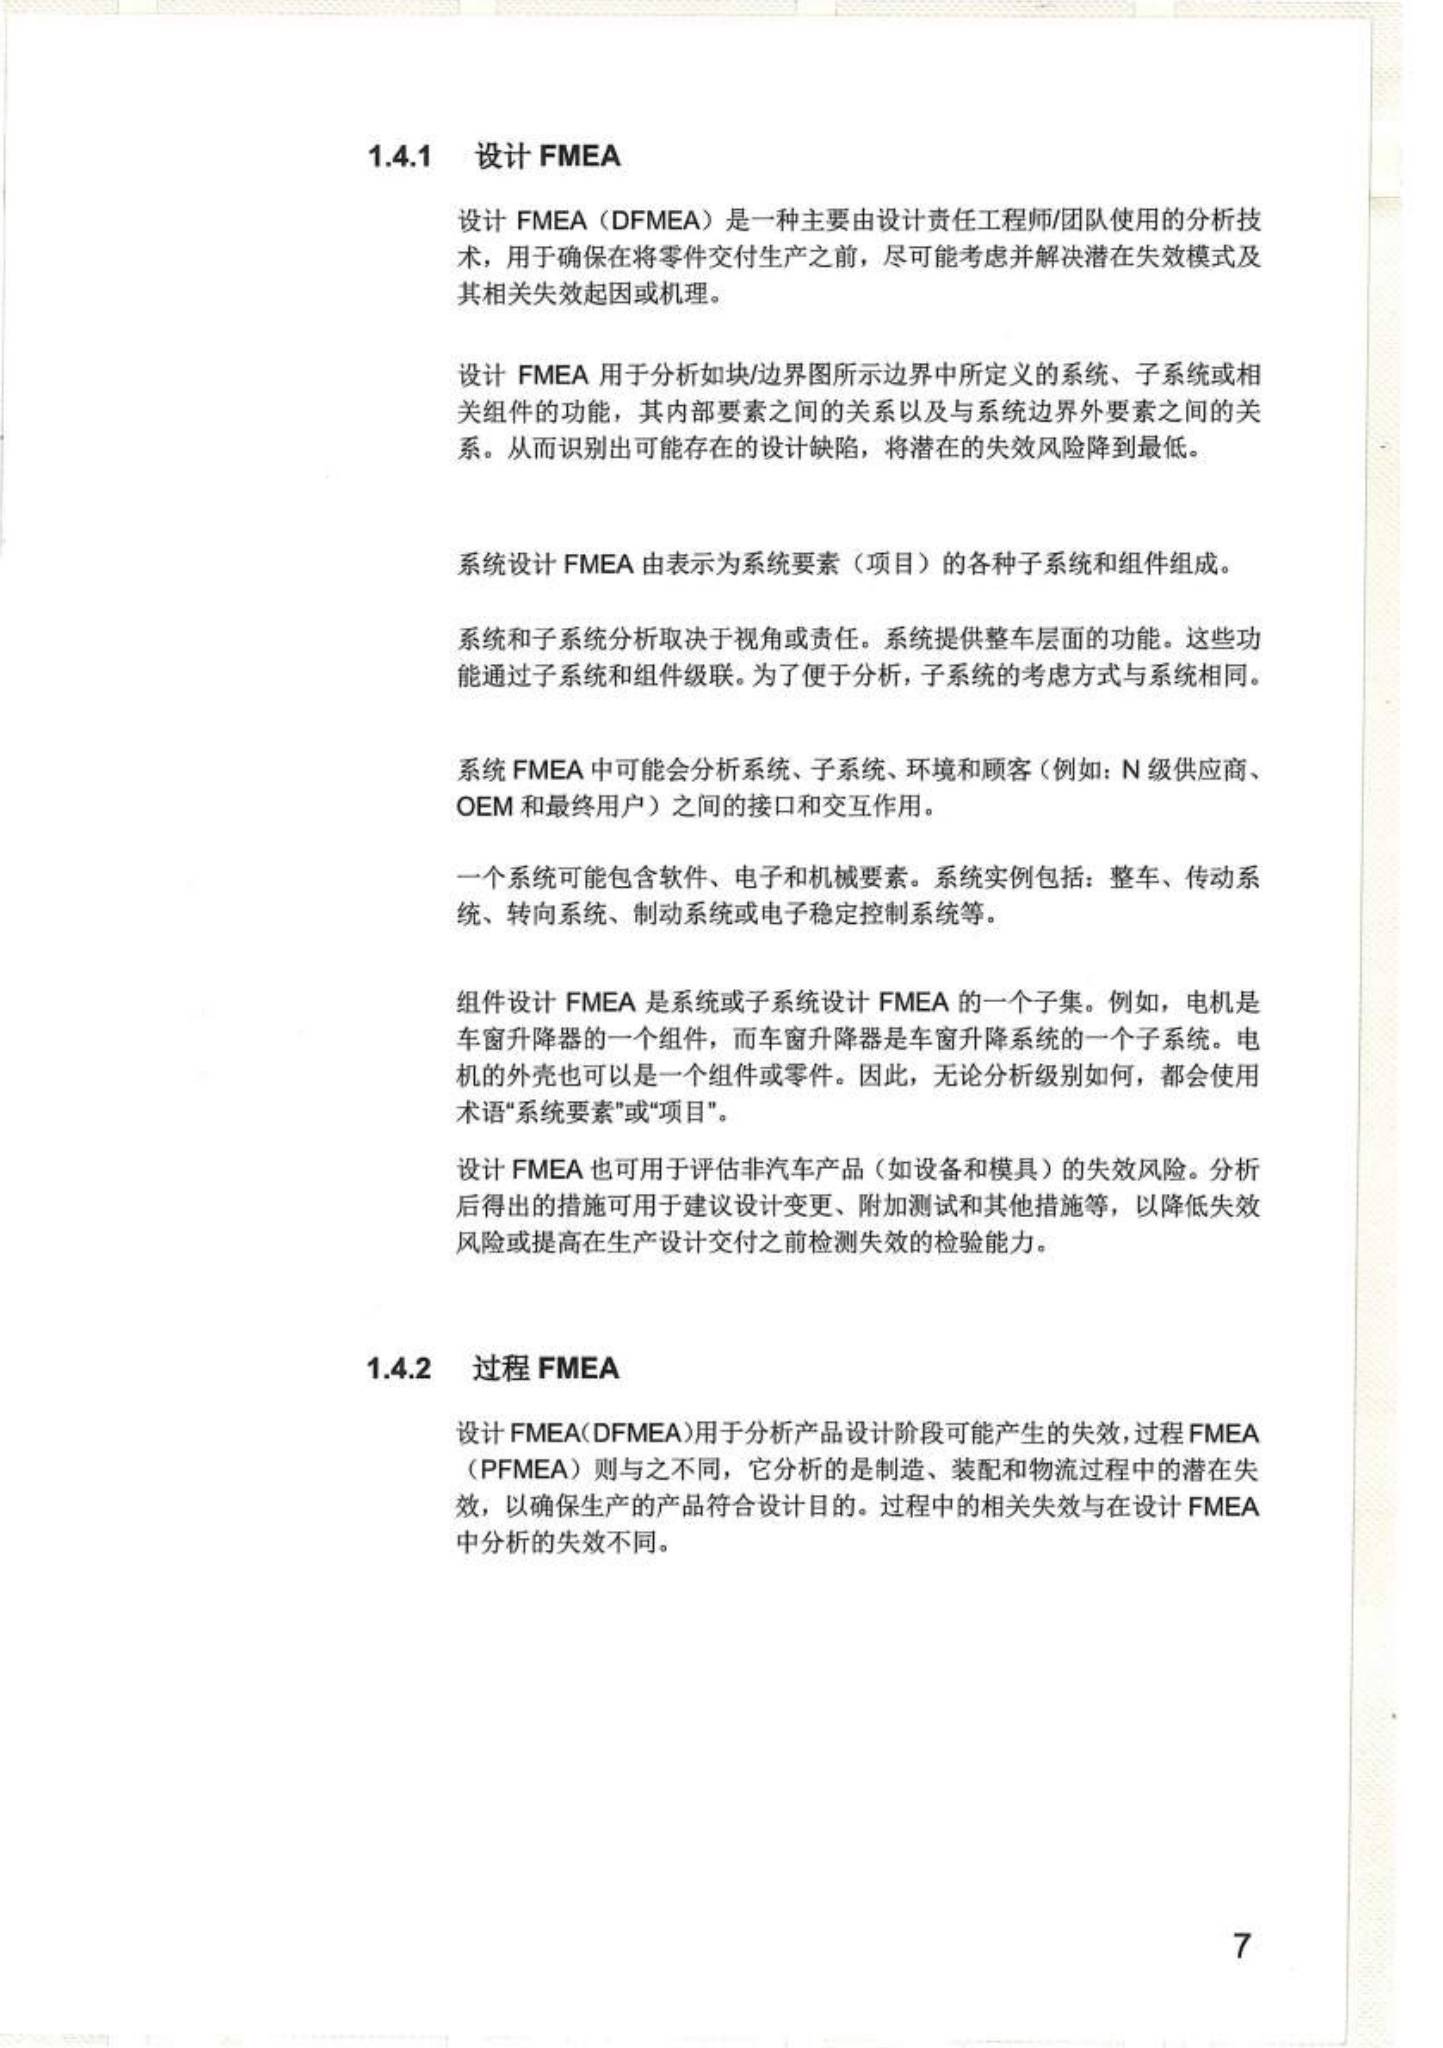 1.4.1 设计 FMEA
设计 FMEA（DFMEA）是一种主要由设计责任工程师/团队使用的分析技
术，用于确保在将零件交付生产之前，尽可能考虑并解决潜在失效模式及
其相关失效起因或机理。
设计 FMEA 用于分析如块/边界图所示边界中所定义的系统、子系统或相
关组件的功能，其内部要素之间的关系以及与系统边界外要素之间的关
系。从而识别出可能存在的设计缺陷，将潜在的失效风险降到最低。
系统设计 FMEA 由表示为系统要素（项目）的各种子系统和组件组成。
系统和子系统分析取决于视角或责任。系统提供整车层面的功能。这些功
能通过子系统和组件级联。为了便于分析，子系统的考虑方式与系统相同。
系统 FMEA 中可能会分析系统、子系统、环境和顾客（例如：N 级供应商、
OEM 和最终用户）之间的接口和交互作用。
一个系统可能包含软件、电子和机械要素。系统实例包括：整车、传动系
统、转向系统、制动系统或电子稳定控制系统等。
组件设计 FMEA 是系统或子系统设计 FMEA 的一个子集。例如，电机是
车窗升降器的一个组件，而车窗升降器是车窗升降系统的一个子系统。电
机的外壳也可以是一个组件或零件。因此，无论分析级别如何，都会使用
术语“系统要素”或“项目”。
设计 FMEA 也可用于评估非汽车产品（如设备和模具）的失效风险。分析
后得出的措施可用于建议设计变更、附加测试和其他措施等，以降低失效
风险或提高在生产设计交付之前检测失效的检验能力。
1.4.2 过程 FMEA
设计 FMEA（DFMEA）用于分析产品设计阶段可能产生的失效，过程 FMEA
（PFMEA）则与之不同，它分析的是制造、装配和物流过程中的潜在失
效，以确保生产的产品符合设计目的。过程中的相关失效与在设计 FMEA
中分析的失效不同。
7